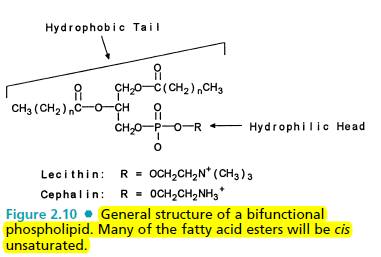 Hydrophobic Tail
O
CH₂O–C(CH₂)ₙCH₃
O
CH₃(CH₂)ₙC–O–CH
O
CH₂O–P–O–R
Hydrophilic Head
O
Lecithin: R = OCH₂CH₂N⁺(CH₃)₃
Cephalin: R = OCH₂CH₂NH₃⁺
Figure 2.10 • General structure of a bifunctional
phospholipid. Many of the fatty acid esters will be cis
unsaturated.